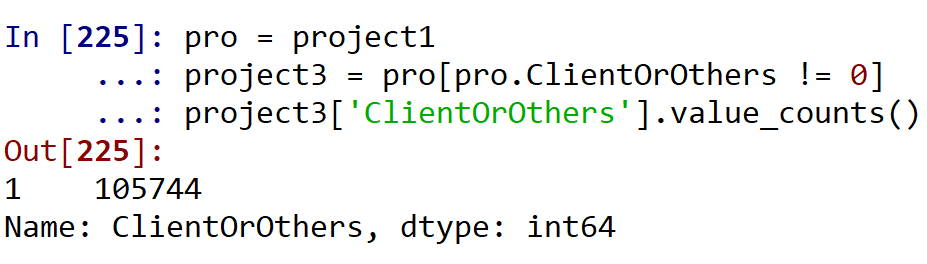 In [225]: pro = project1
     ...: project3 = pro[pro.ClientOrOthers != 0]
     ...: project3['ClientOrOthers'].value_counts()
Out[225]:
1    105744
Name: ClientOrOthers, dtype: int64